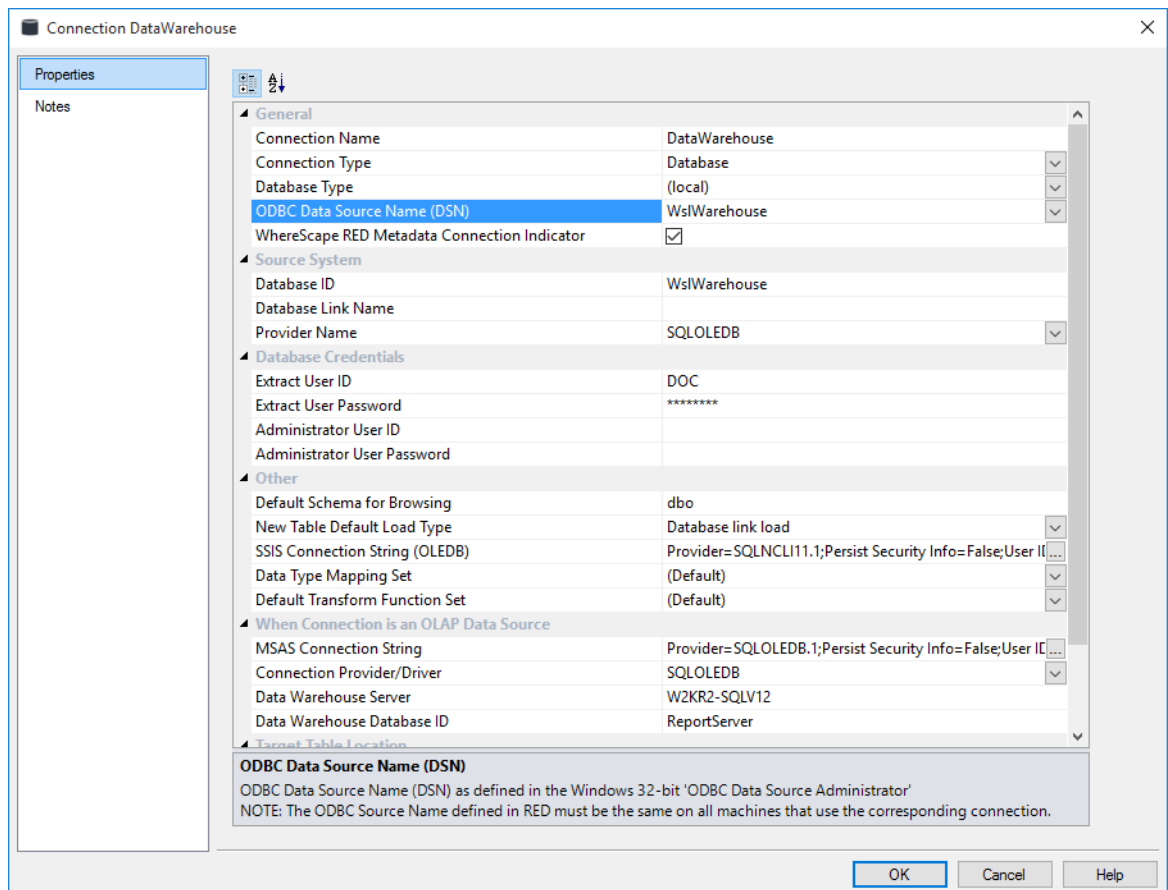 Connection DataWarehouse
Properties
Notes
General
Connection Name DataWarehouse
Connection Type Database
Database Type (local)
ODBC Data Source Name (DSN) WslWarehouse
WhereScape RED Metadata Connection Indicator
Source System
Database ID WslWarehouse
Database Link Name
Provider Name SQLOLEDB
Database Credentials
Extract User ID DOC
Extract User Password ********
Administrator User ID
Administrator User Password
Other
Default Schema for Browsing dbo
New Table Default Load Type Database link load
SSIS Connection String (OLEDB) Provider=SQLNCLI11.1;Persist Security Info=False;User I ...
Data Type Mapping Set (Default)
Default Transform Function Set (Default)
When Connection is an OLAP Data Source
MSAS Connection String Provider=SQLOLEDB.1;Persist Security Info=False;User I ...
Connection Provider/Driver SQLOLEDB
Data Warehouse Server W2KR2-SQLV12
Data Warehouse Database ID ReportServer
Target Table Location
ODBC Data Source Name (DSN)
ODBC Data Source Name (DSN) as defined in the Windows 32-bit 'ODBC Data Source Administrator'
NOTE: The ODBC Source Name defined in RED must be the same on all machines that use the corresponding connection.
OK Cancel Help